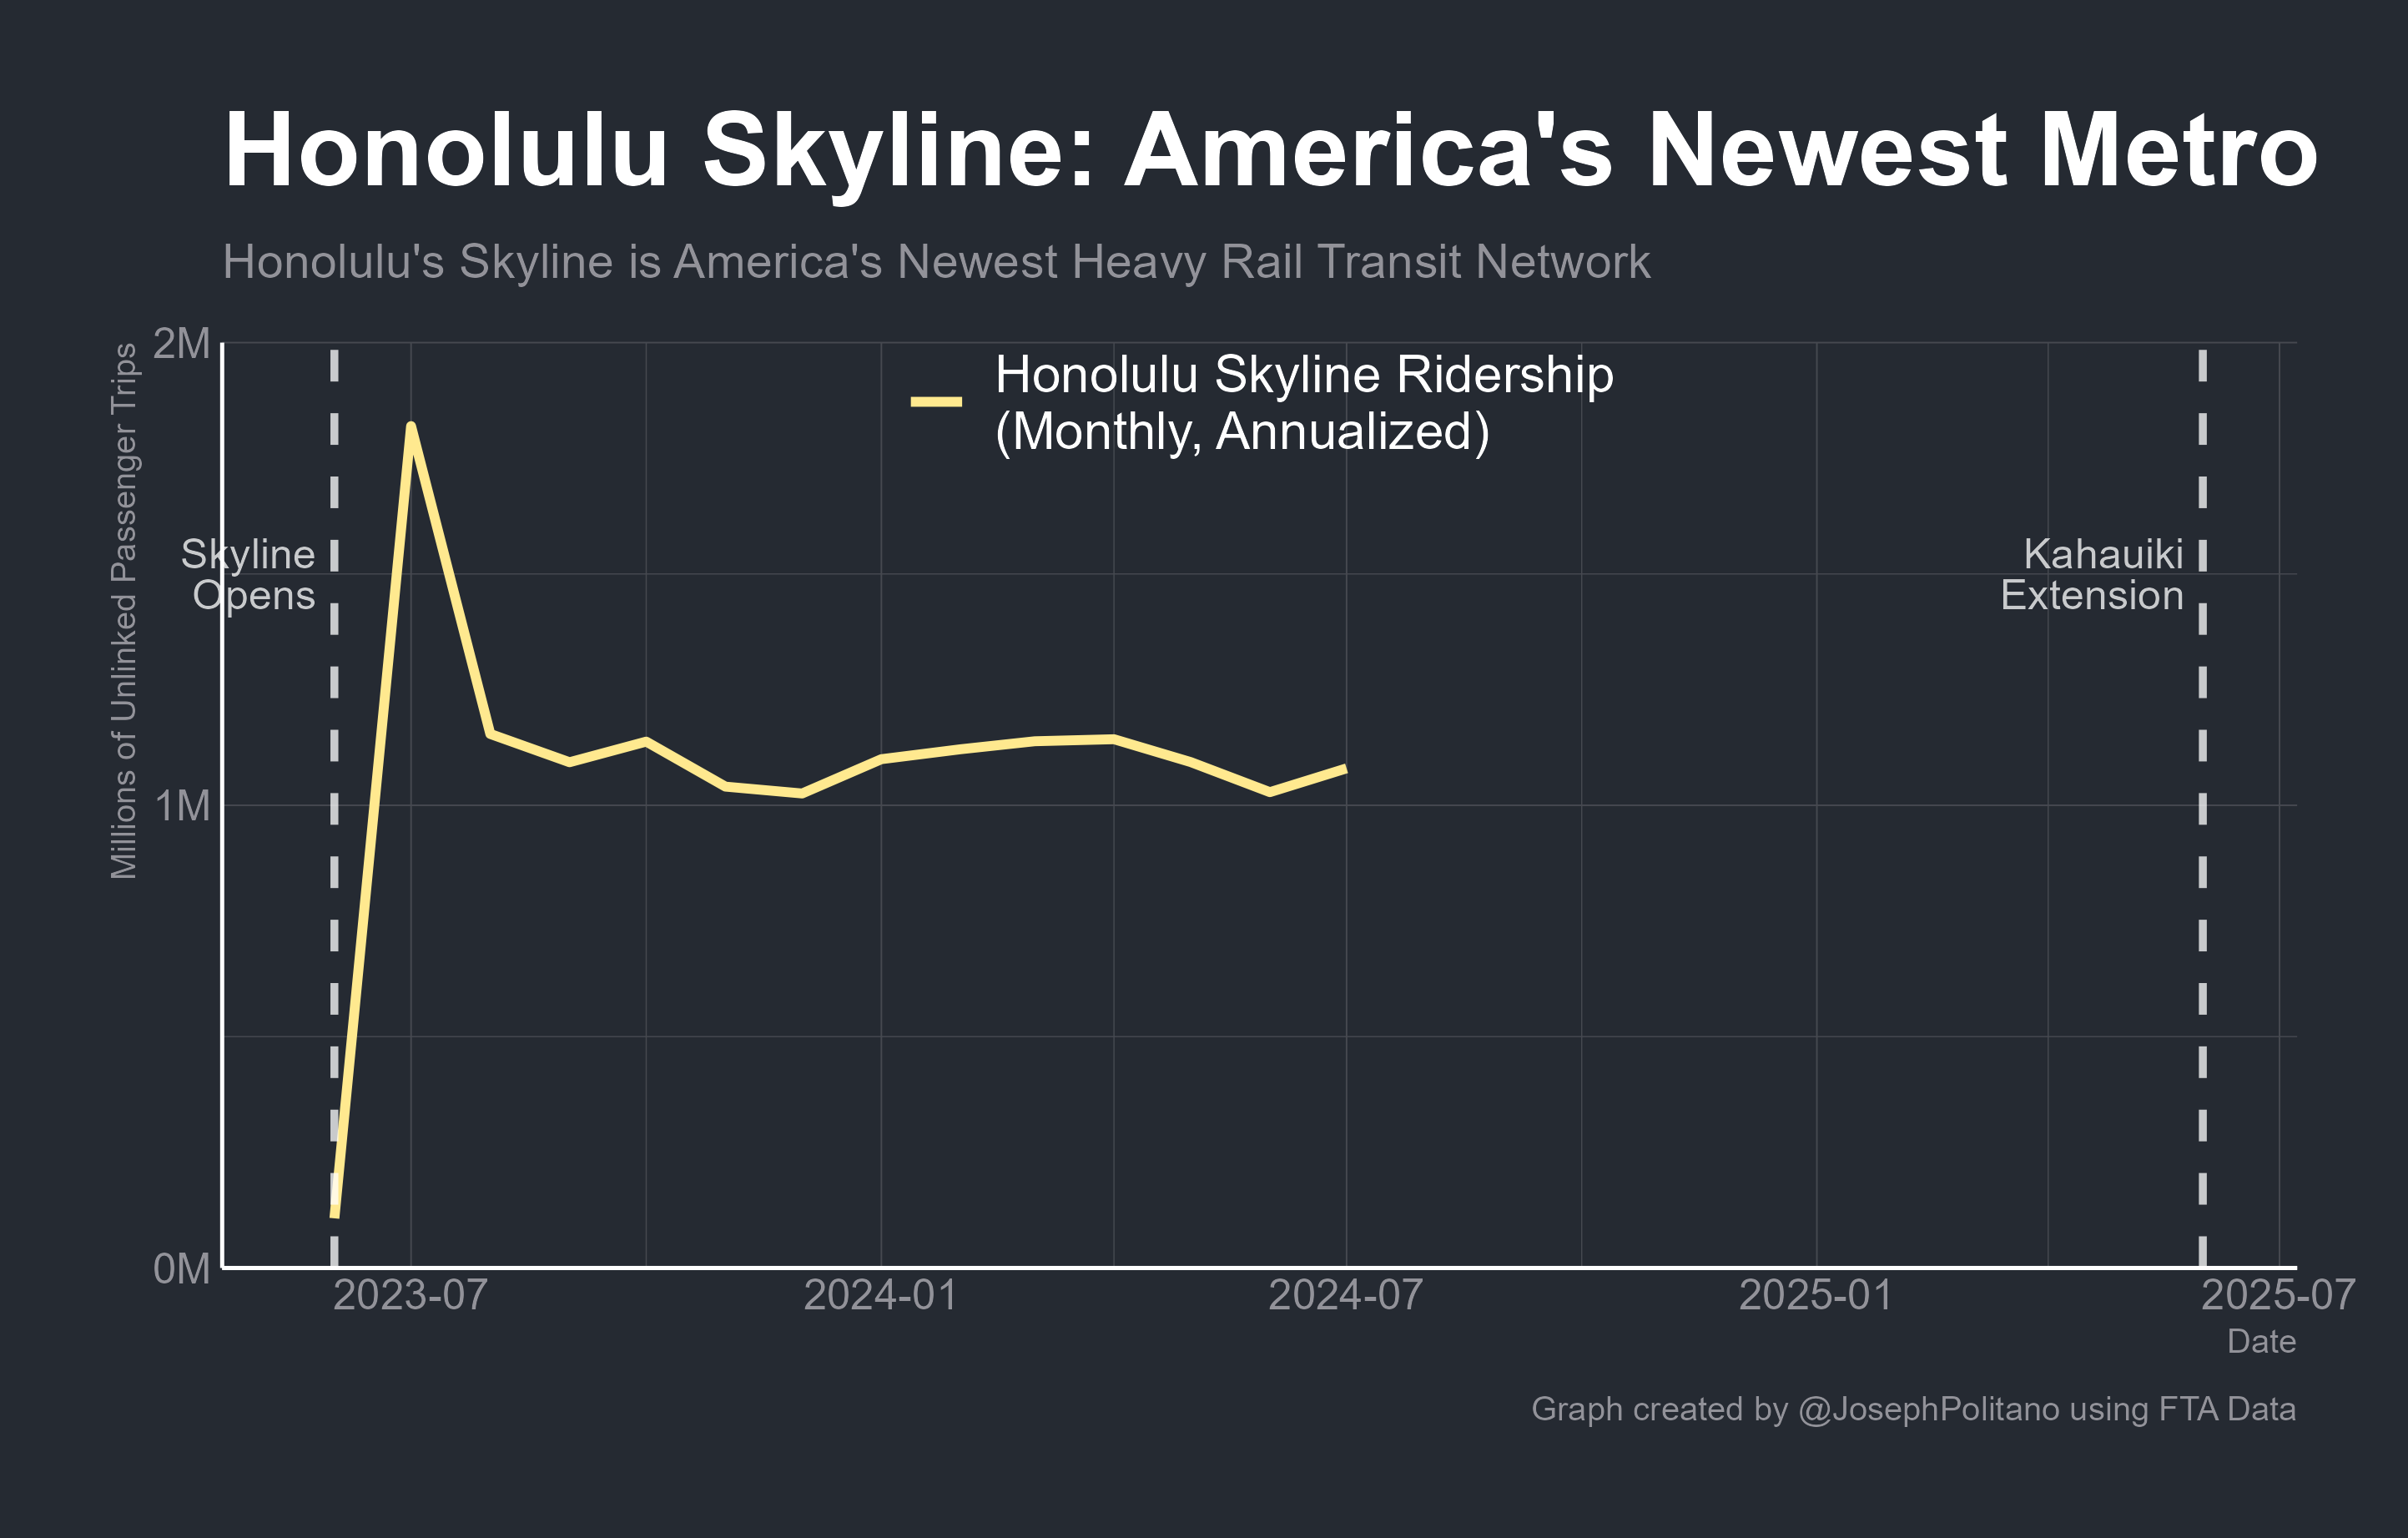 Honolulu Skyline: America's Newest Metro
Honolulu's Skyline is America's Newest Heavy Rail Transit Network
Millions of Unlinked Passenger Trips
2M
1M
0M
Honolulu Skyline Ridership
(Monthly, Annualized)
Skyline
Opens
Kahauiki
Extension
2023-07
2024-01
2024-07
2025-01
2025-07
Date
Graph created by @JosephPolitano using FTA Data